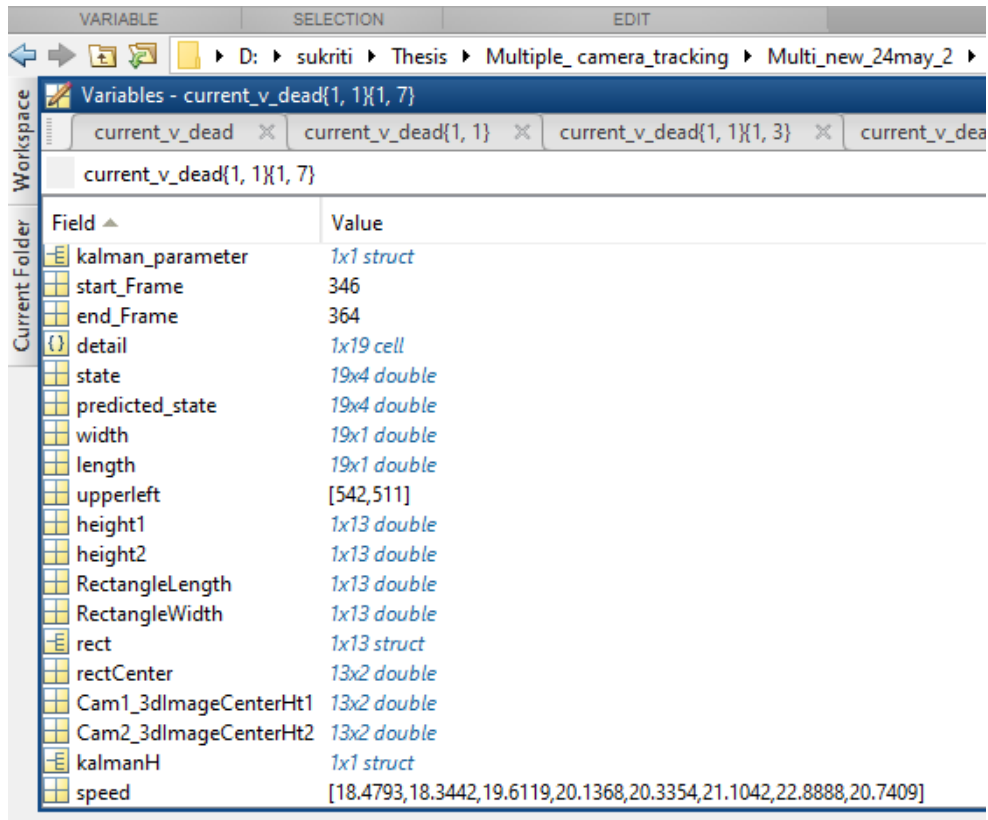 VARIABLE SELECTION EDIT
D: sukriti Thesis Multiple_ camera_tracking Multi_new_24may_2
Workspace
Current Folder
Variables - current_v_dead{1, 1}{1, 7}
current_v_dead current_v_dead{1, 1} current_v_dead{1, 1}{1, 3} current_v_dea
current_v_dead{1, 1}{1, 7}
Field Value
kalman_parameter 1x1 struct
start_Frame 346
end_Frame 364
detail 1x19 cell
state 19x4 double
predicted_state 19x4 double
width 19x1 double
length 19x1 double
upperleft [542,511]
height1 1x13 double
height2 1x13 double
RectangleLength 1x13 double
RectangleWidth 1x13 double
rect 1x13 struct
rectCenter 13x2 double
Cam1_3dImageCenterHt1 13x2 double
Cam2_3dImageCenterHt2 13x2 double
kalmanH 1x1 struct
speed [18.4793,18.3442,19.6119,20.1368,20.3354,21.1042,22.8888,20.7409]